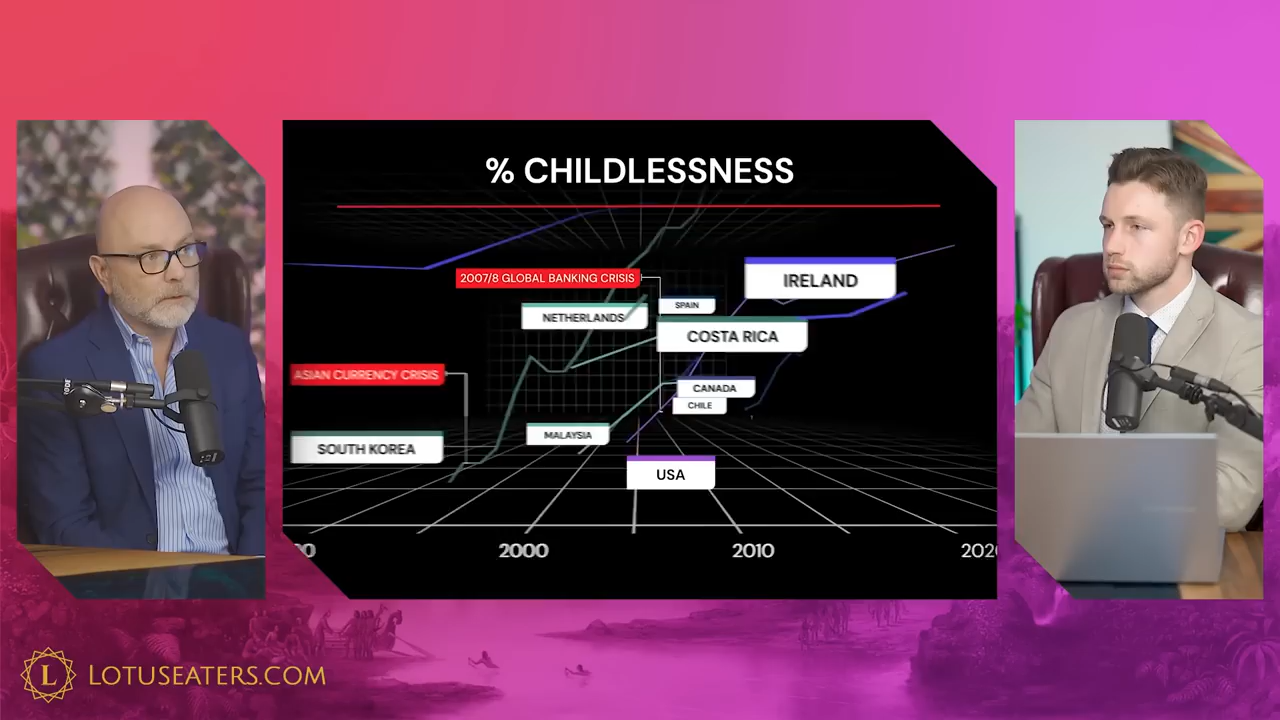 % CHILDLESSNESS
2007/8 GLOBAL BANKING CRISIS
IRELAND
SPAIN
NETHERLANDS
COSTA RICA
ASIAN CURRENCY CRISIS
CANADA
CHILE
MALAYSIA
SOUTH KOREA
USA
2000
2010
L LOTUSEATERS.COM